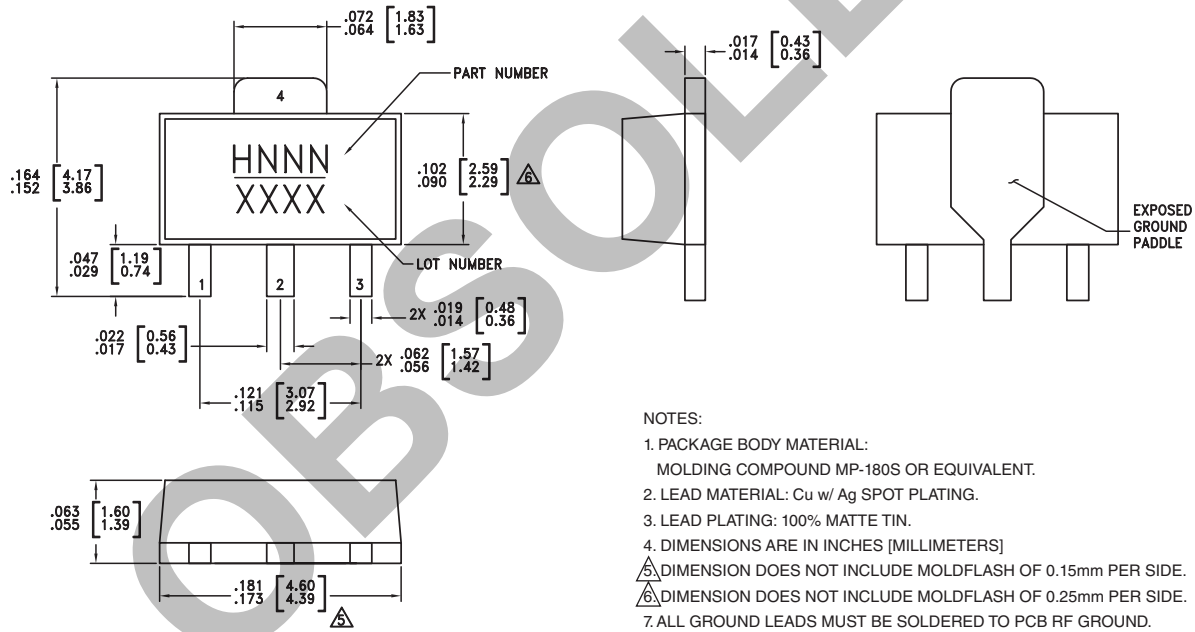 .072 [1.83]
.064 [1.63]
PART NUMBER
4
HNNN
XXXX
.164 [4.17]
.152 [3.86]
.102 [2.59]
.090 [2.29] 6
.047 [1.19]
.029 [0.74]
LOT NUMBER
1 2 3
2X .019 [0.48]
.014 [0.36]
.022 [0.56]
.017 [0.43]
2X .062 [1.57]
.056 [1.42]
.121 [3.07]
.115 [2.92]
.017 [0.43]
.014 [0.36]
EXPOSED
GROUND
PADDLE
.063 [1.60]
.055 [1.39]
.181 [4.60]
.173 [4.39]
5
NOTES:
1. PACKAGE BODY MATERIAL:
MOLDING COMPOUND MP-180S OR EQUIVALENT.
2. LEAD MATERIAL: Cu w/ Ag SPOT PLATING.
3. LEAD PLATING: 100% MATTE TIN.
4. DIMENSIONS ARE IN INCHES [MILLIMETERS]
5. DIMENSION DOES NOT INCLUDE MOLDFLASH OF 0.15mm PER SIDE.
6. DIMENSION DOES NOT INCLUDE MOLDFLASH OF 0.25mm PER SIDE.
7. ALL GROUND LEADS MUST BE SOLDERED TO PCB RF GROUND.
OBSOL